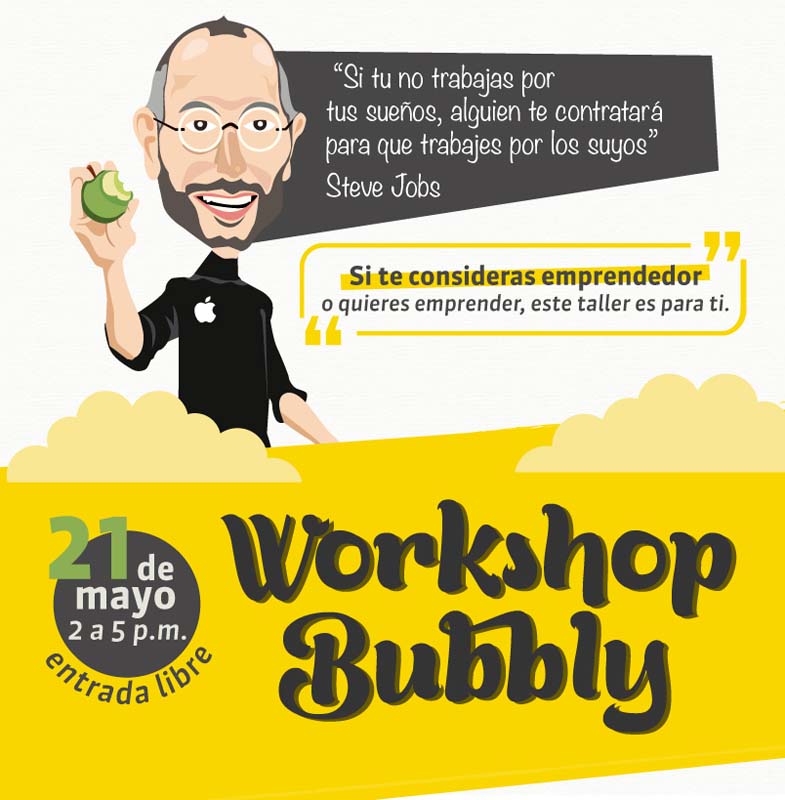 “Si tu no trabajas por
tus sueños, alguien te contratará
para que trabajes por los suyos”
Steve Jobs
Si te consideras emprendedor
o quieres emprender, este taller es para ti.
21 de
mayo
2 a 5 p.m.
entrada libre
Workshop
Bubbly